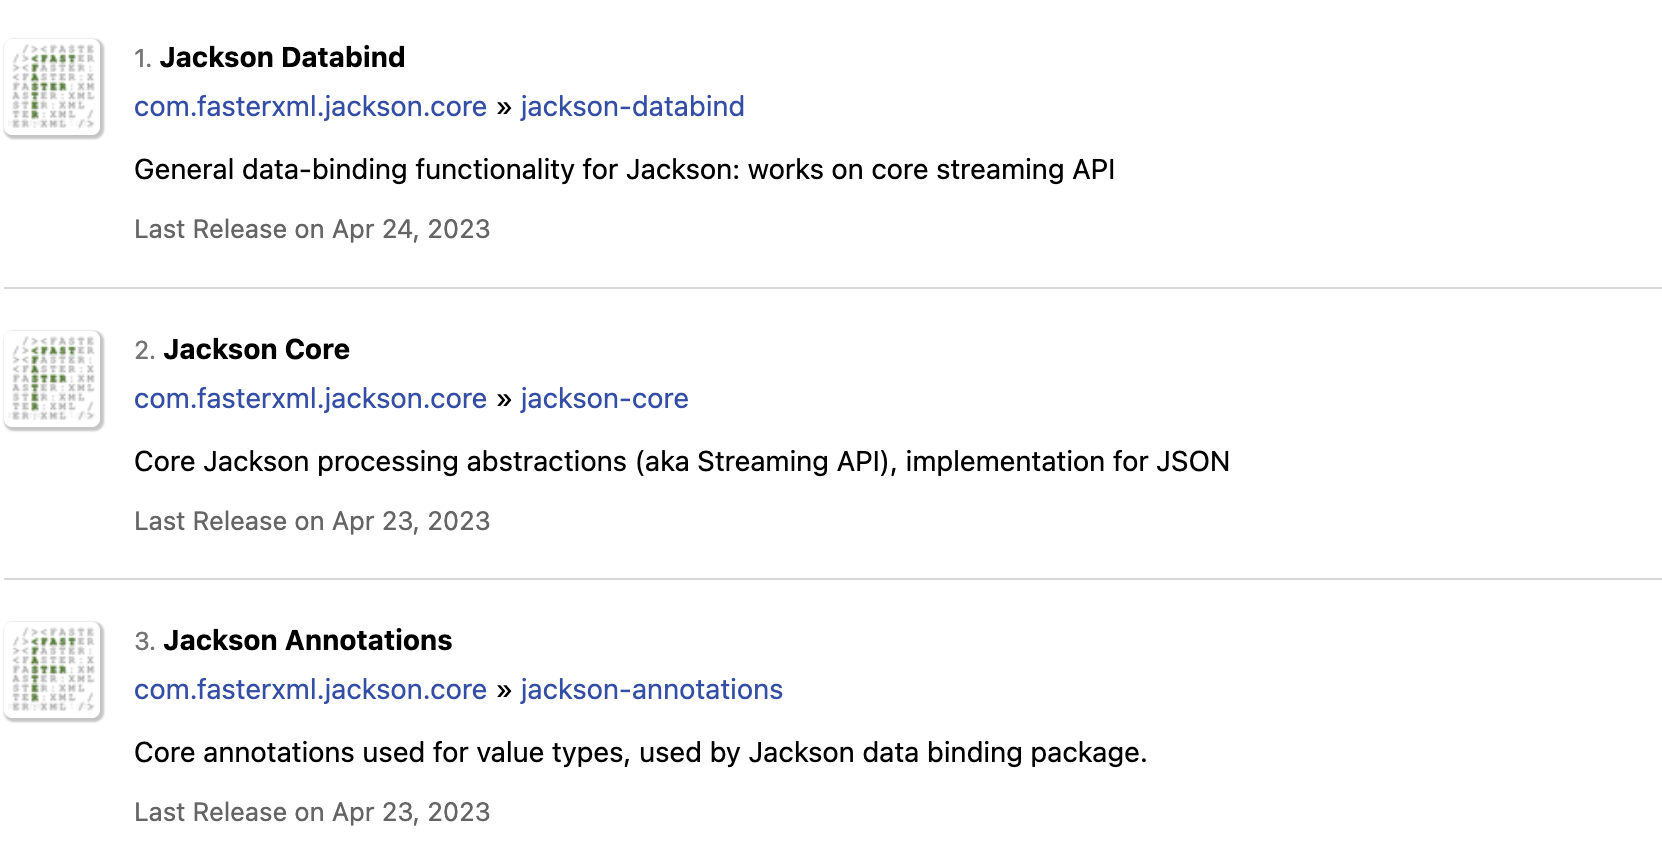 1. Jackson Databind
com.fasterxml.jackson.core » jackson-databind
General data-binding functionality for Jackson: works on core streaming API
Last Release on Apr 24, 2023
2. Jackson Core
com.fasterxml.jackson.core » jackson-core
Core Jackson processing abstractions (aka Streaming API), implementation for JSON
Last Release on Apr 23, 2023
3. Jackson Annotations
com.fasterxml.jackson.core » jackson-annotations
Core annotations used for value types, used by Jackson data binding package.
Last Release on Apr 23, 2023